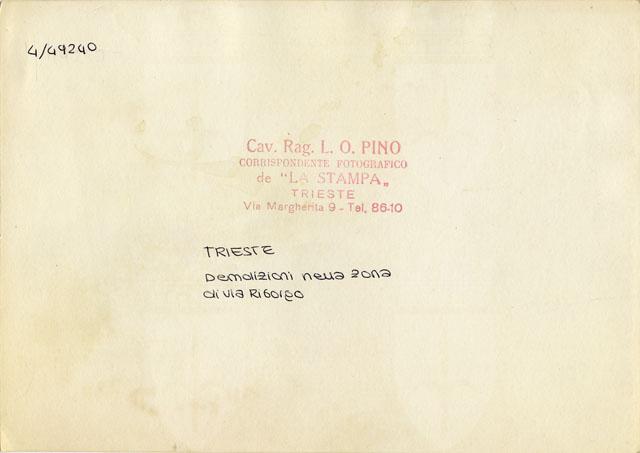 4/49240
Cav. Rag. L. O. PINO
CORRISPONDENTE FOTOGRAFICO
de "LA STAMPA„
TRIESTE
Via Margherita 9 - Tel. 86-10
TRIESTE
Demolizioni nella zona
di via Riborgo